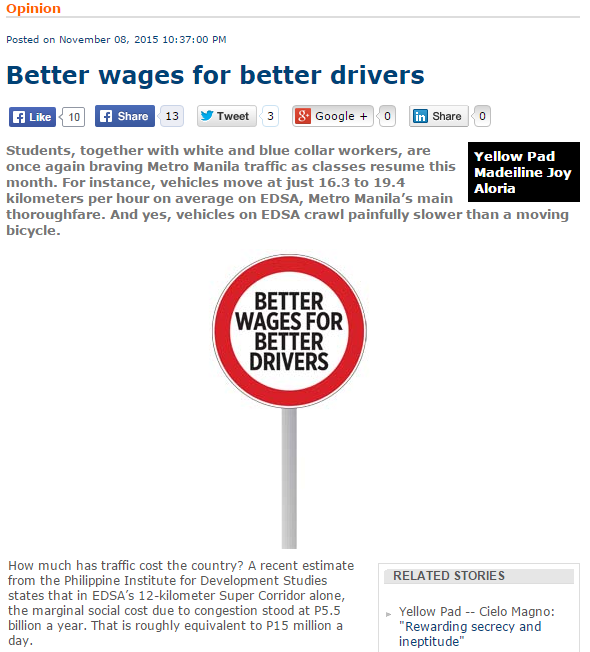 Opinion
Posted on November 08, 2015 10:37:00 PM
Better wages for better drivers
Like 10 Share 13 Tweet 3 Google + 0 Share 0
Students, together with white and blue collar workers, are
once again braving Metro Manila traffic as classes resume this
month. For instance, vehicles move at just 16.3 to 19.4
kilometers per hour on average on EDSA, Metro Manila’s main
thoroughfare. And yes, vehicles on EDSA crawl painfully slower than a moving
bicycle.
Yellow Pad
Madeiline Joy
Aloria
BETTER
WAGES FOR
BETTER
DRIVERS
How much has traffic cost the country? A recent estimate
from the Philippine Institute for Development Studies
states that in EDSA’s 12-kilometer Super Corridor alone,
the marginal social cost due to congestion stood at P5.5
billion a year. That is roughly equivalent to P15 million a
day.
RELATED STORIES
Yellow Pad -- Cielo Magno:
"Rewarding secrecy and
ineptitude"